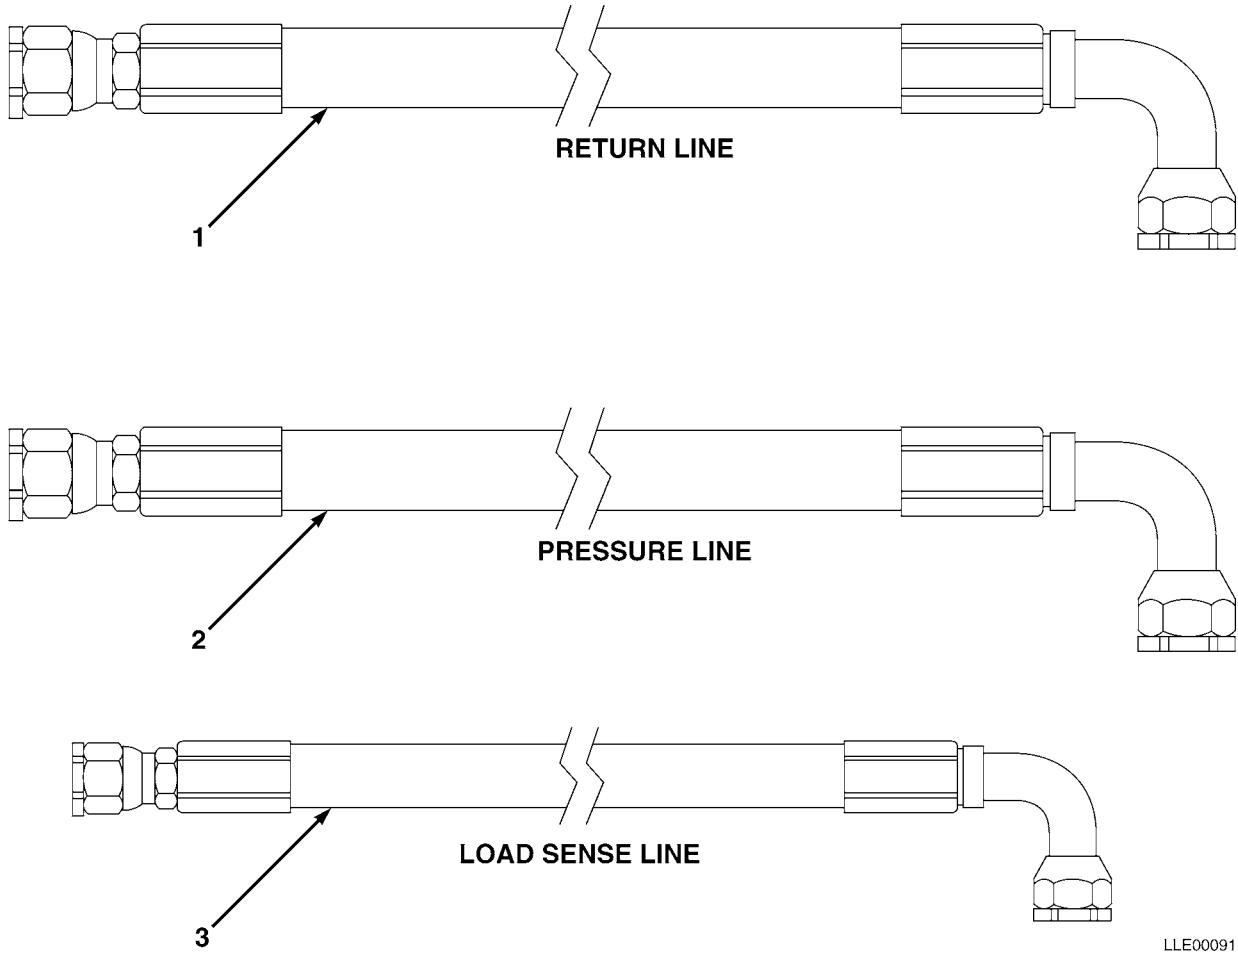 RETURN LINE
1
PRESSURE LINE
2
LOAD SENSE LINE
3
LLE00091